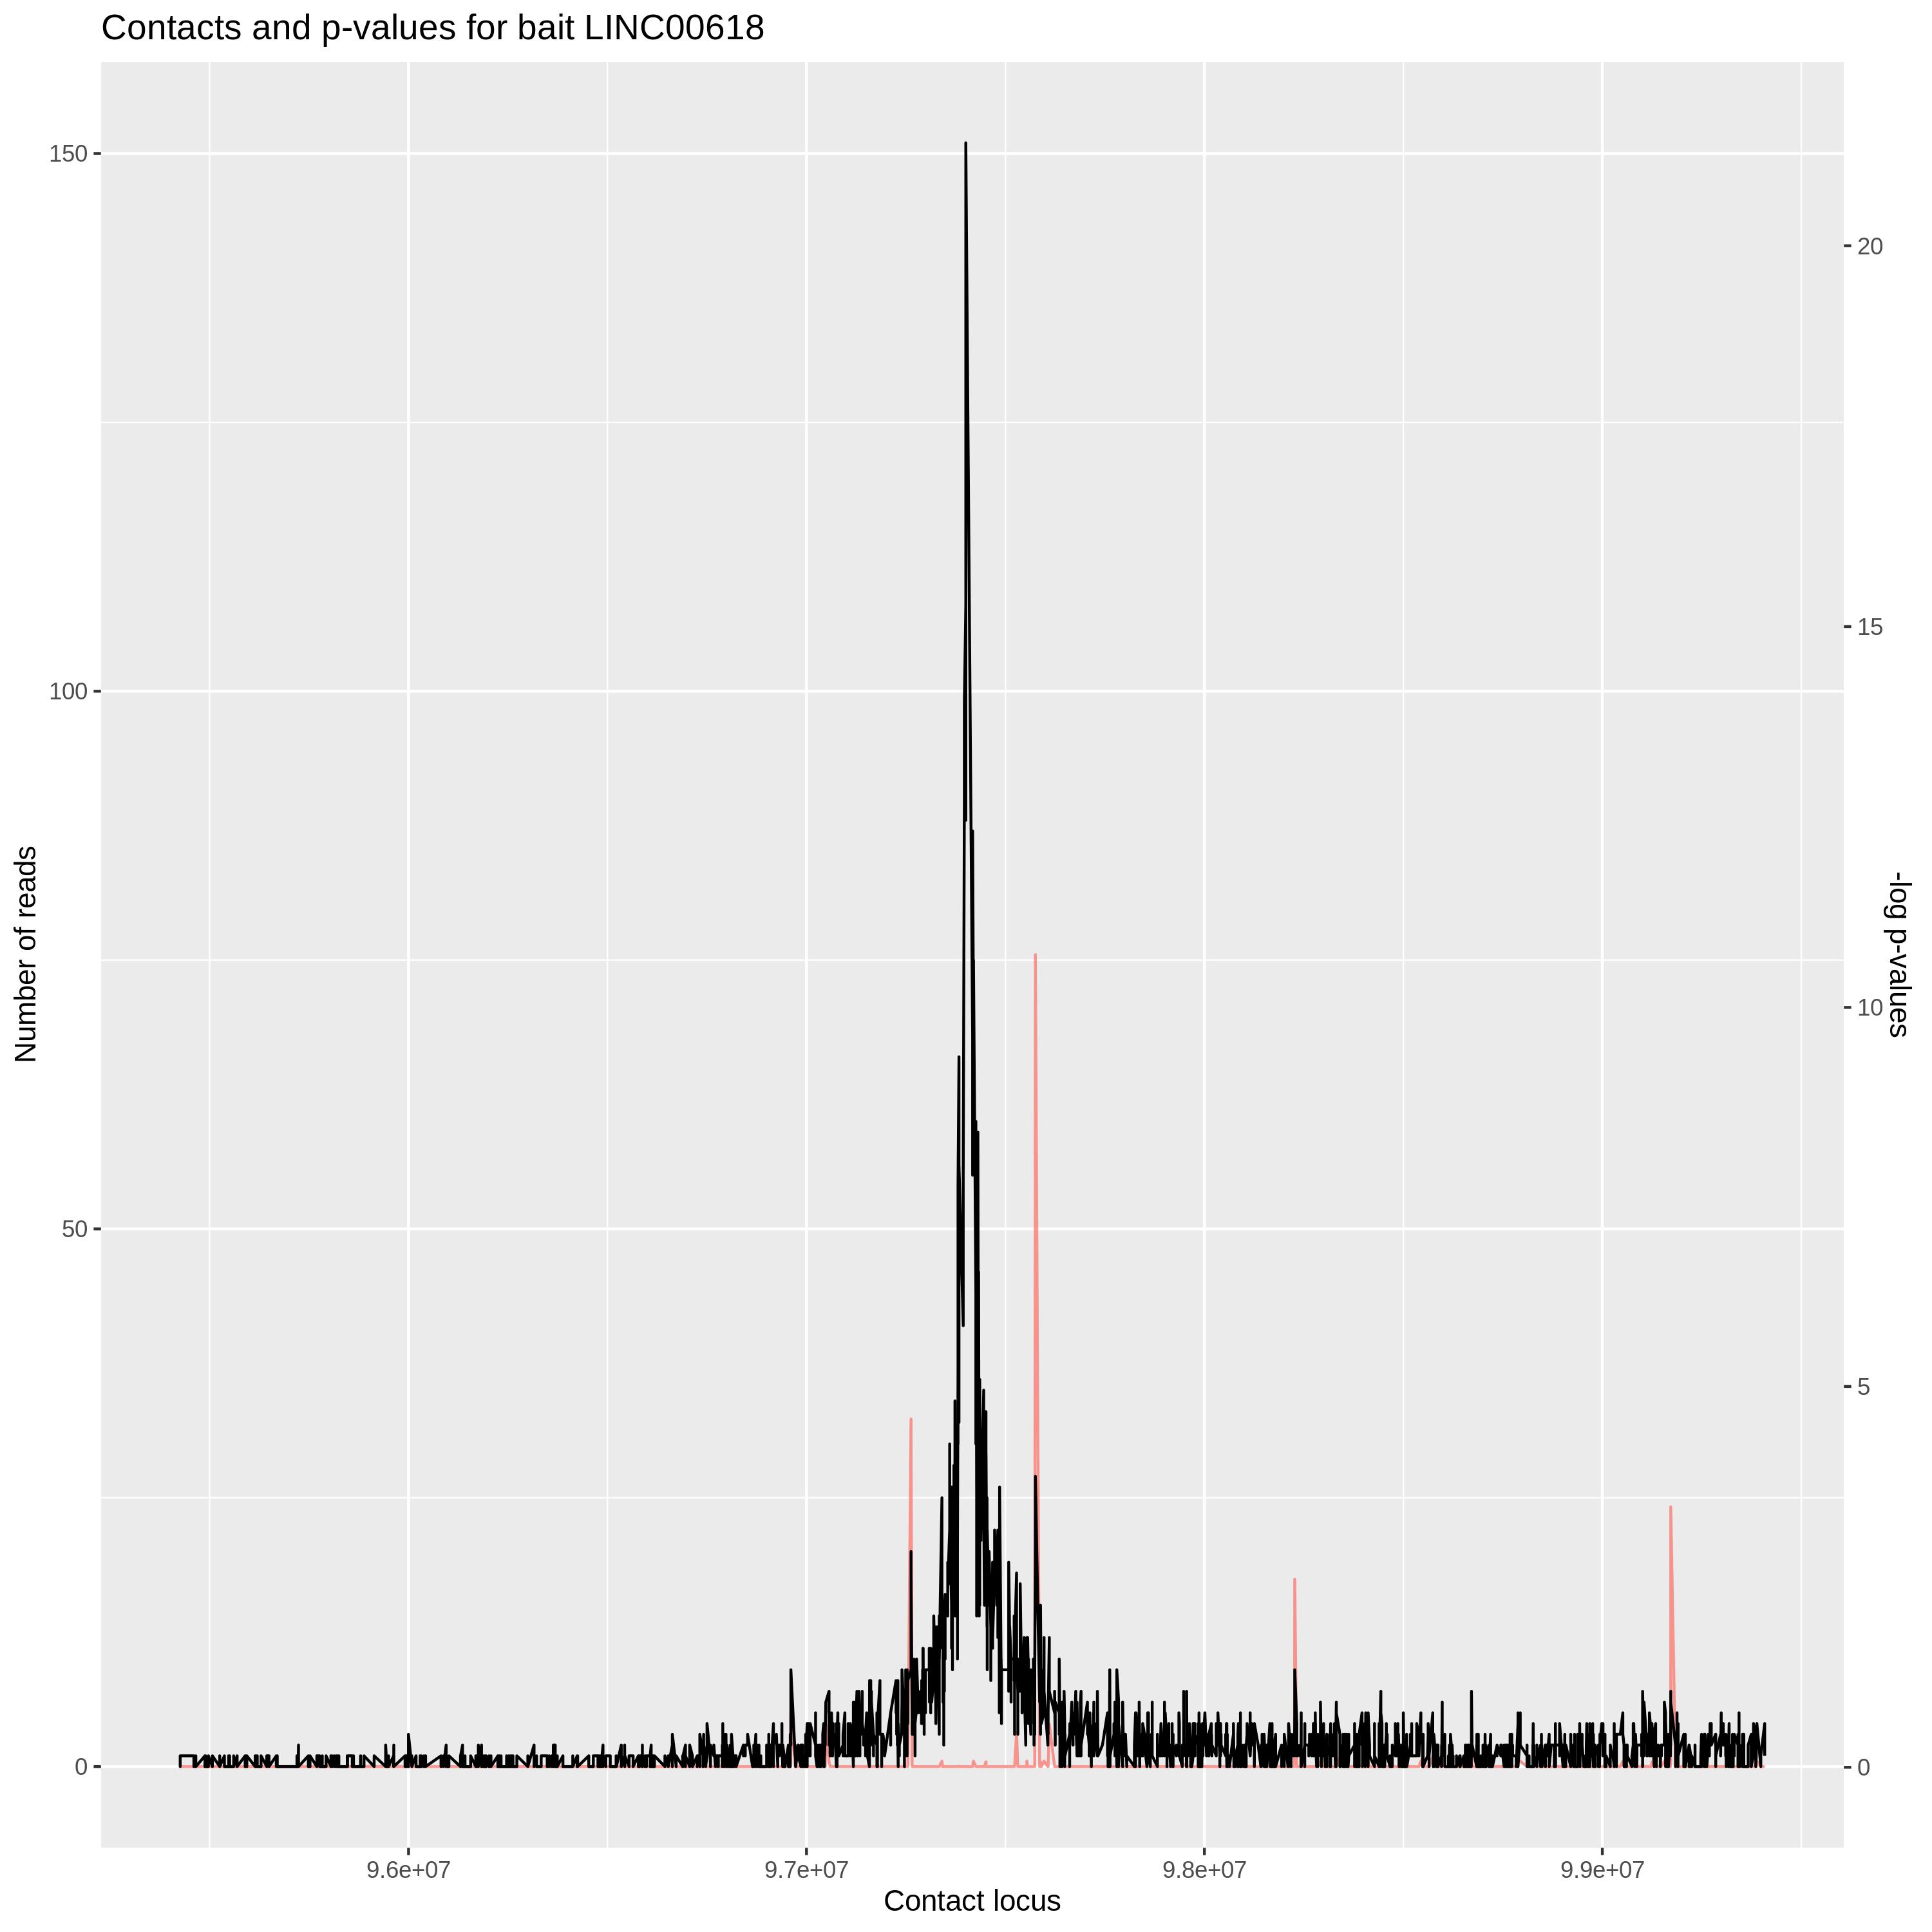 Contacts and p-values for bait LINC00618
150
100
50
0
Number of reads
20
15
10
5
0
-log p-values
9.6e+07
9.7e+07
9.8e+07
9.9e+07
Contact locus